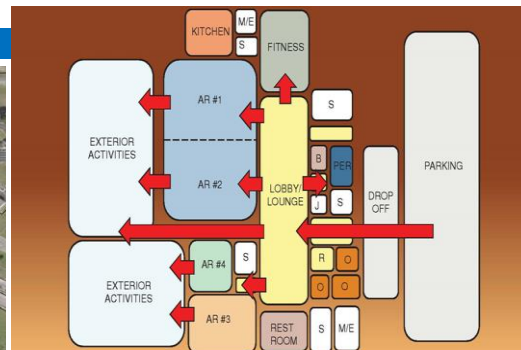 KITCHEN
M/E
S
FITNESS
AR #1
S
EXTERIOR
ACTIVITIES
B
PER
PARKING
AR #2
LOBBY/
LOUNGE
DROP
OFF
J
S
AR #4
S
R
O
EXTERIOR
ACTIVITIES
O
O
AR #3
REST
ROOM
S
M/E